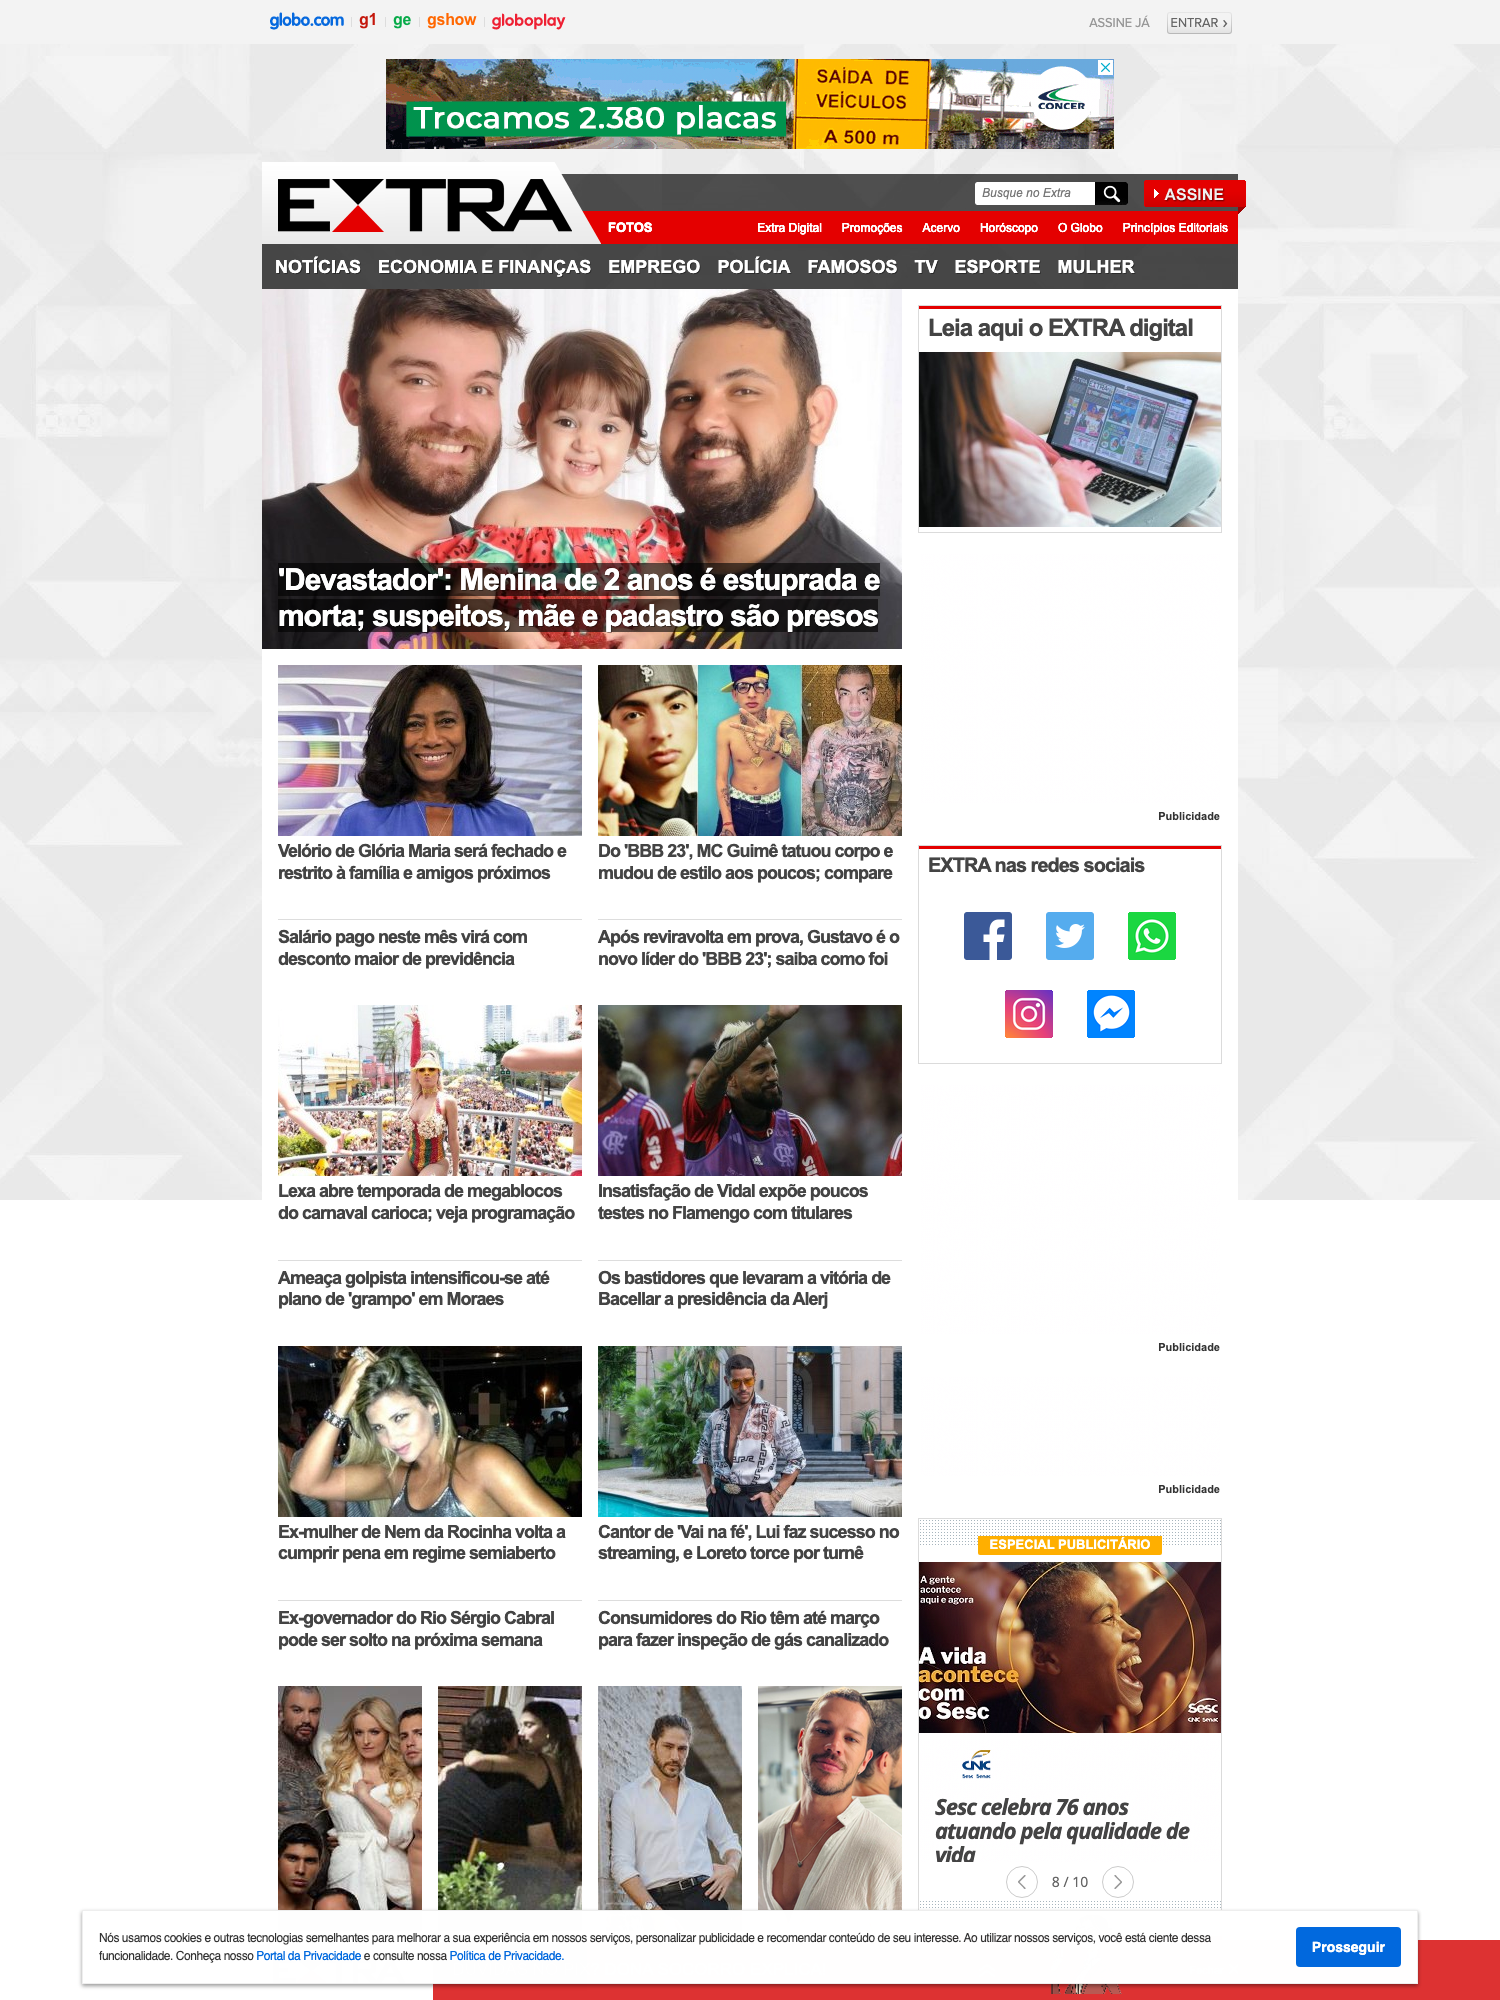 globo.com g1 ge gshow globoplay
ASSINE JÁ ENTRAR ›
Trocamos 2.380 placas
SAÍDA DE
VEÍCULOS
A 500 m
HOTEL
CONCER
EXTRA
Busque no Extra
ASSINE
FOTOS
Extra Digital Promoções Acervo Horóscopo O Globo Princípios Editoriais
NOTÍCIAS ECONOMIA E FINANÇAS EMPREGO POLÍCIA FAMOSOS TV ESPORTE MULHER
'Devastador': Menina de 2 anos é estuprada e
morta; suspeitos, mãe e padastro são presos
Leia aqui o EXTRA digital
Velório de Glória Maria será fechado e
restrito à família e amigos próximos
Do 'BBB 23', MC Guimê tatuou corpo e
mudou de estilo aos poucos; compare
Publicidade
EXTRA nas redes sociais
Salário pago neste mês virá com
desconto maior de previdência
Após reviravolta em prova, Gustavo é o
novo líder do 'BBB 23'; saiba como foi
Lexa abre temporada de megablocos
do carnaval carioca; veja programação
Insatisfação de Vidal expõe poucos
testes no Flamengo com titulares
Ameaça golpista intensificou-se até
plano de 'grampo' em Moraes
Os bastidores que levaram a vitória de
Bacellar a presidência da Alerj
Publicidade
Ex-mulher de Nem da Rocinha volta a
cumprir pena em regime semiaberto
Cantor de 'Vai na fé', Lui faz sucesso no
streaming, e Loreto torce por turnê
Publicidade
ESPECIAL PUBLICITÁRIO
A gente
acontece
aqui e agora
A vida
acontece
com
o Sesc
Sesc
CNC Senac
Ex-governador do Rio Sérgio Cabral
pode ser solto na próxima semana
Consumidores do Rio têm até março
para fazer inspeção de gás canalizado
CNC
Sesc Senac
Sesc celebra 76 anos
atuando pela qualidade de
vida
8 / 10
Nós usamos cookies e outras tecnologias semelhantes para melhorar a sua experiência em nossos serviços, personalizar publicidade e recomendar conteúdo de seu interesse. Ao utilizar nossos serviços, você está ciente dessa
funcionalidade. Conheça nosso Portal da Privacidade e consulte nossa Política de Privacidade.
Prosseguir